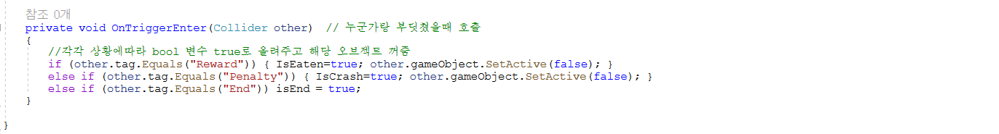 참조 0개
private void OnTriggerEnter(Collider other)  // 누군가랑 부딧쳤을때 호출
{
    //각각 상황에따라 bool 변수 true로 올려주고 해당 오브젝트 꺼줌
    if (other.tag.Equals("Reward")) { IsEaten=true; other.gameObject.SetActive(false); }
    else if (other.tag.Equals("Penalty")) { IsCrash=true; other.gameObject.SetActive(false); }
    else if (other.tag.Equals("End")) isEnd = true;
}
}